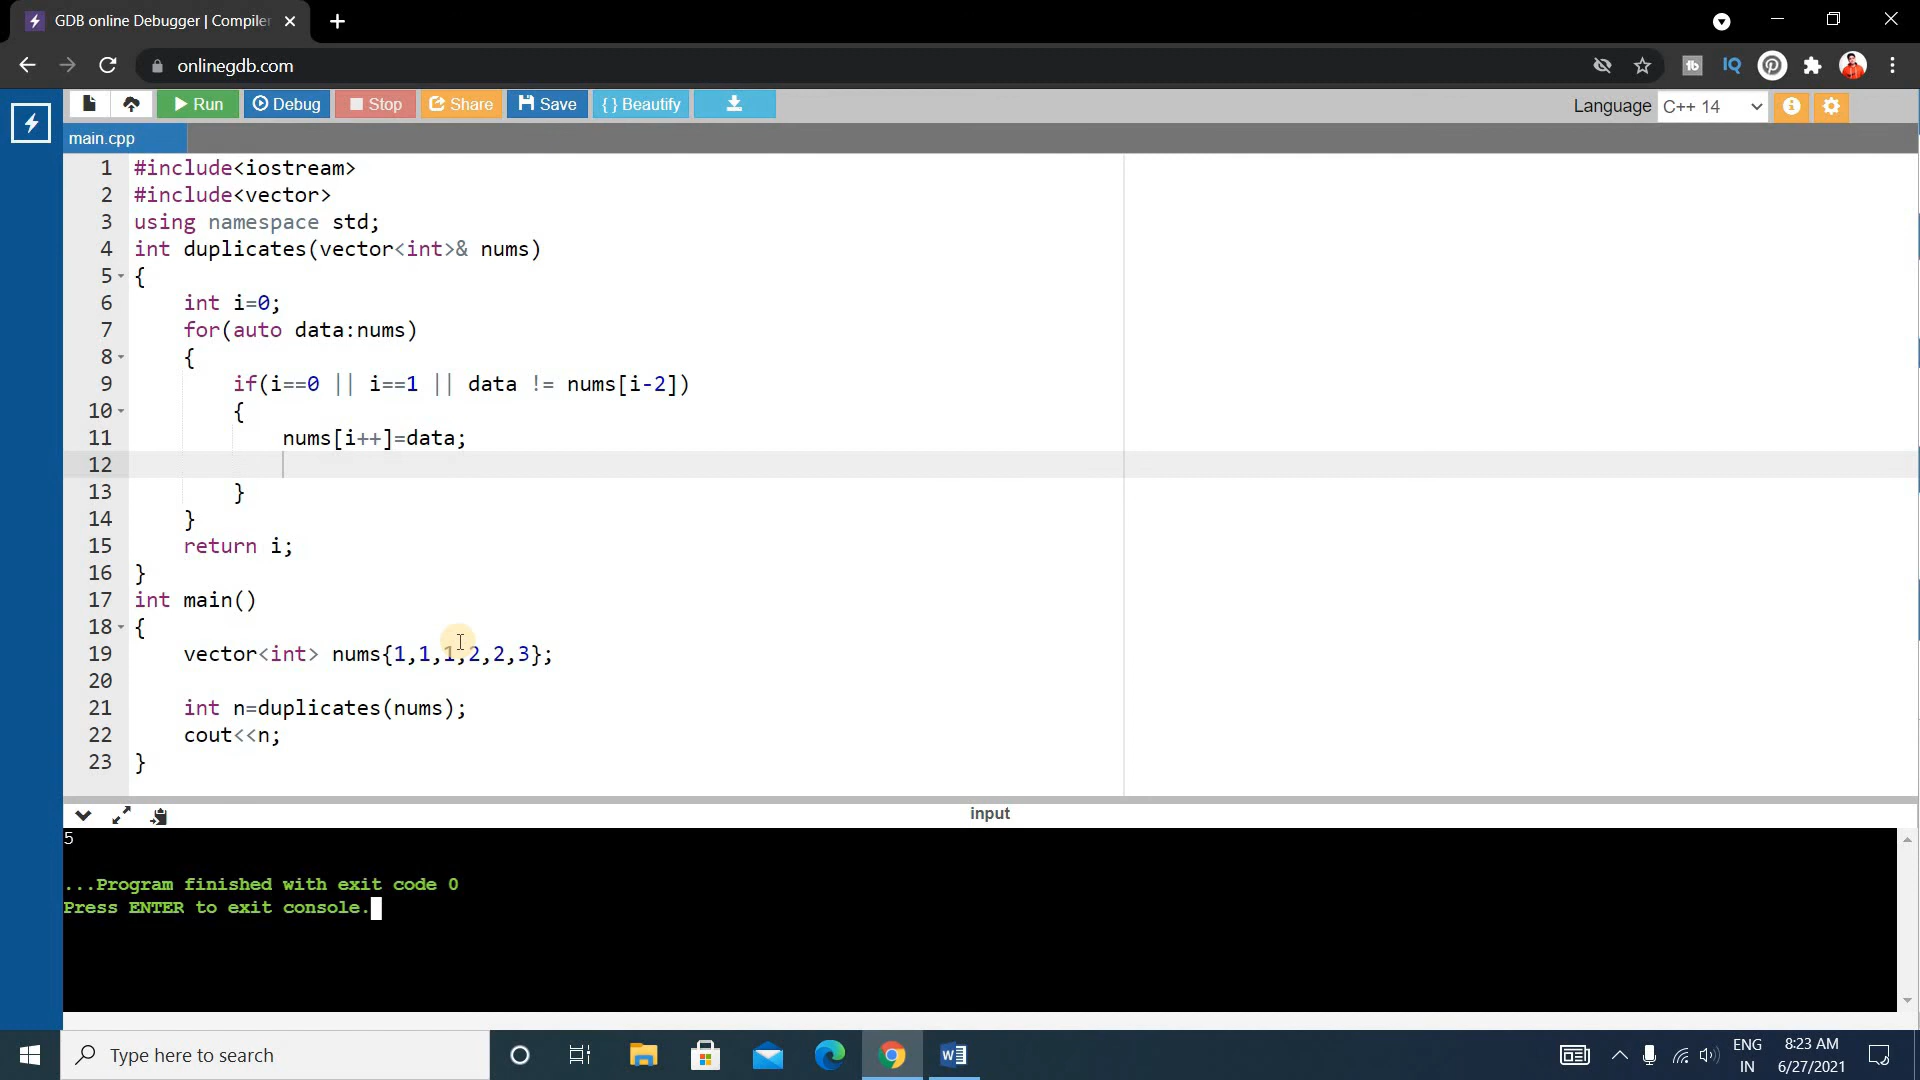 GDB online Debugger | Compiler
onlinegdb.com
Run Debug Stop Share Save { } Beautify Language C++ 14
main.cpp
1 #include<iostream>
2 #include<vector>
3 using namespace std;
4 int duplicates(vector<int>& nums)
5 {
6 int i=0;
7 for(auto data:nums)
8 {
9 if(i==0 || i==1 || data != nums[i-2])
10 {
11 nums[i++]=data;
12
13 }
14 }
15 return i;
16 }
17 int main()
18 {
19 vector<int> nums{1,1,1,2,2,3};
20
21 int n=duplicates(nums);
22 cout<<n;
23 }
input
5
...Program finished with exit code 0
Press ENTER to exit console.
Type here to search
ENG
IN
8:23 AM
6/27/2021